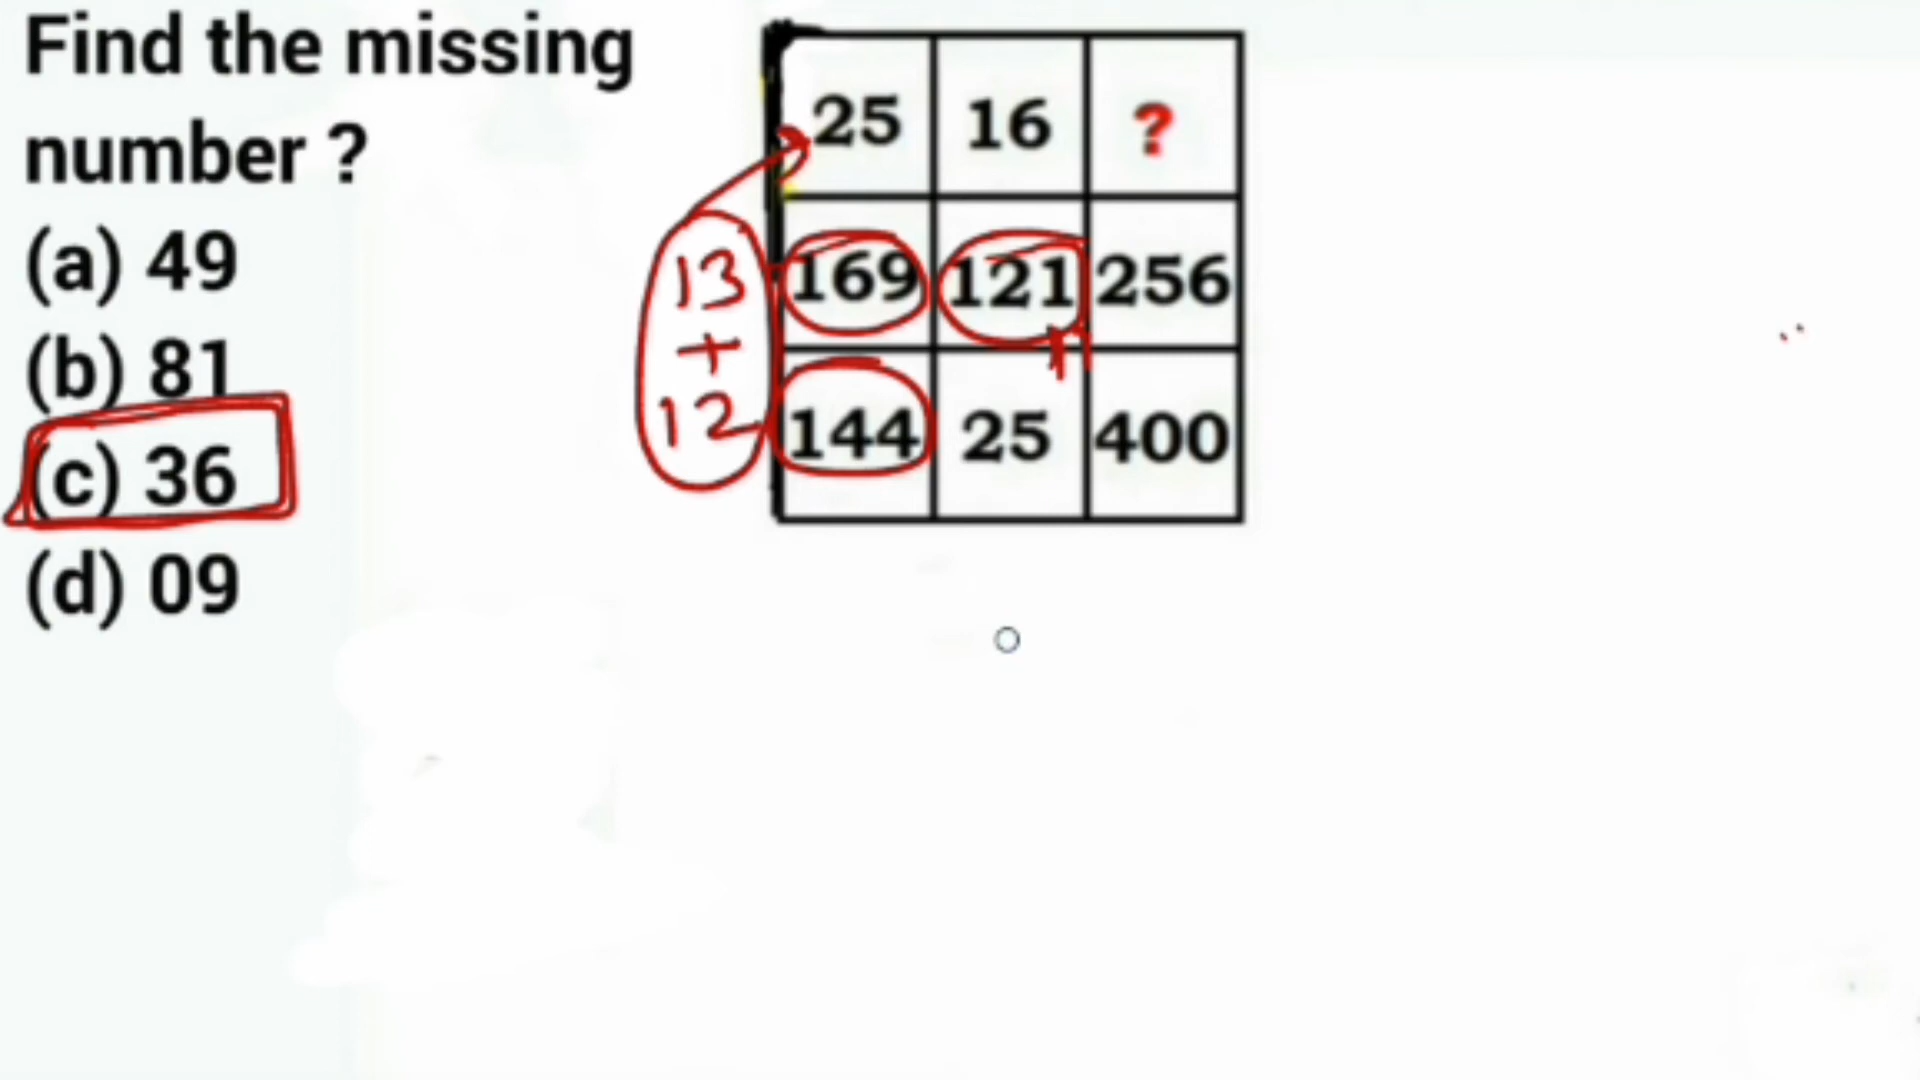 Find the missing
number ?
(a) 49
(b) 81
(c) 36
(d) 09
25 16 ?
169 121 256
144 25 400
13
+
12